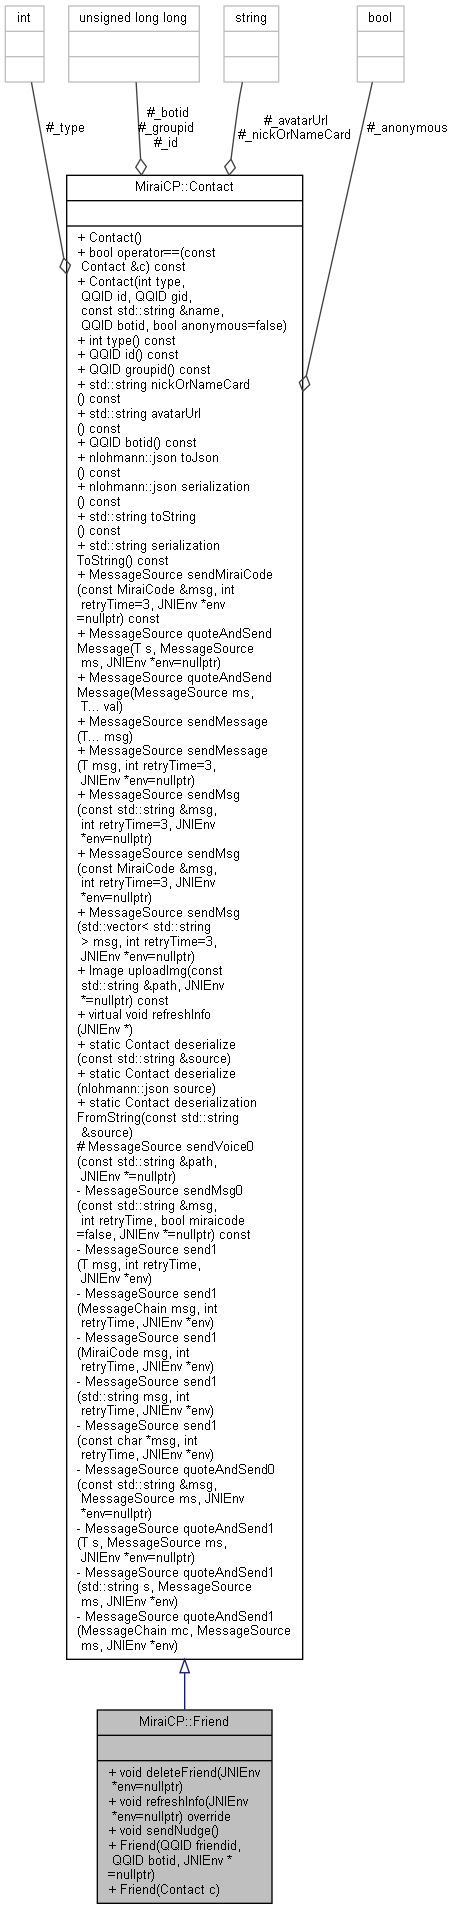 int
unsigned long long
string
bool
#_type
#_botid
#_groupid
#_id
#_avatarUrl
#_nickOrNameCard
#_anonymous
MiraiCP::Contact
+ Contact()
+ bool operator==(const
Contact &c) const
+ Contact(int type,
QQID id, QQID gid,
const std::string &name,
QQID botid, bool anonymous=false)
+ int type() const
+ QQID id() const
+ QQID groupid() const
+ std::string nickOrNameCard
() const
+ std::string avatarUrl
() const
+ QQID botid() const
+ nlohmann::json toJson
() const
+ nlohmann::json serialization
() const
+ std::string toString
() const
+ std::string serialization
ToString() const
+ MessageSource sendMiraiCode
(const MiraiCode &msg, int
retryTime=3, JNIEnv *env
=nullptr) const
+ MessageSource quoteAndSend
Message(T s, MessageSource
ms, JNIEnv *env=nullptr)
+ MessageSource quoteAndSend
Message(MessageSource ms,
T... val)
+ MessageSource sendMessage
(T... msg)
+ MessageSource sendMessage
(T msg, int retryTime=3,
JNIEnv *env=nullptr)
+ MessageSource sendMsg
(const std::string &msg,
int retryTime=3, JNIEnv
*env=nullptr)
+ MessageSource sendMsg
(const MiraiCode &msg,
int retryTime=3, JNIEnv
*env=nullptr)
+ MessageSource sendMsg
(std::vector< std::string
> msg, int retryTime=3,
JNIEnv *env=nullptr)
+ Image uploadImg(const
std::string &path, JNIEnv
*=nullptr) const
+ virtual void refreshInfo
(JNIEnv *)
+ static Contact deserialize
(const std::string &source)
+ static Contact deserialize
(nlohmann::json source)
+ static Contact deserialization
FromString(const std::string
&source)
# MessageSource sendVoice0
(const std::string &path,
JNIEnv *=nullptr)
- MessageSource sendMsg0
(const std::string &msg,
int retryTime, bool miraicode
=false, JNIEnv *=nullptr) const
- MessageSource send1
(T msg, int retryTime,
JNIEnv *env)
- MessageSource send1
(MessageChain msg, int
retryTime, JNIEnv *env)
- MessageSource send1
(MiraiCode msg, int
retryTime, JNIEnv *env)
- MessageSource send1
(std::string msg, int
retryTime, JNIEnv *env)
- MessageSource send1
(const char *msg, int
retryTime, JNIEnv *env)
- MessageSource quoteAndSend0
(const std::string &msg,
MessageSource ms, JNIEnv
*env=nullptr)
- MessageSource quoteAndSend1
(T s, MessageSource ms,
JNIEnv *env=nullptr)
- MessageSource quoteAndSend1
(std::string s, MessageSource
ms, JNIEnv *env)
- MessageSource quoteAndSend1
(MessageChain mc, MessageSource
ms, JNIEnv *env)
MiraiCP::Friend
+ void deleteFriend(JNIEnv
*env=nullptr)
+ void refreshInfo(JNIEnv
*env=nullptr) override
+ void sendNudge()
+ Friend(QQID friendid,
QQID botid, JNIEnv *
=nullptr)
+ Friend(Contact c)